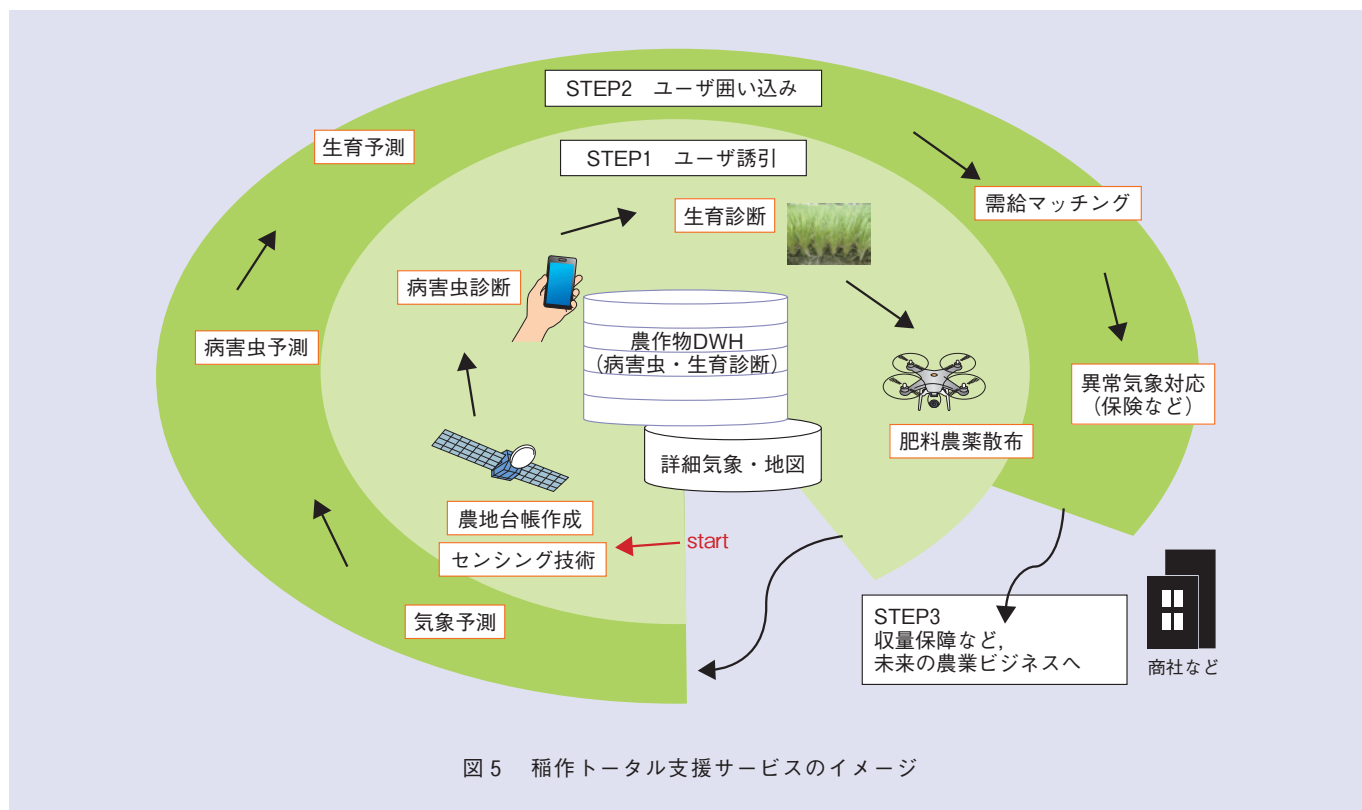 STEP2 ユーザ囲い込み
STEP1 ユーザ誘引
生育予測
生育診断
需給マッチング
病害虫診断
病害虫予測
農作物DWH
（病害虫・生育診断）
異常気象対応
（保険など）
肥料農薬散布
詳細気象・地図
農地台帳作成
センシング技術
start
気象予測
STEP3
収量保障など,
未来の農業ビジネスへ
商社など
図5 稲作トータル支援サービスのイメージ